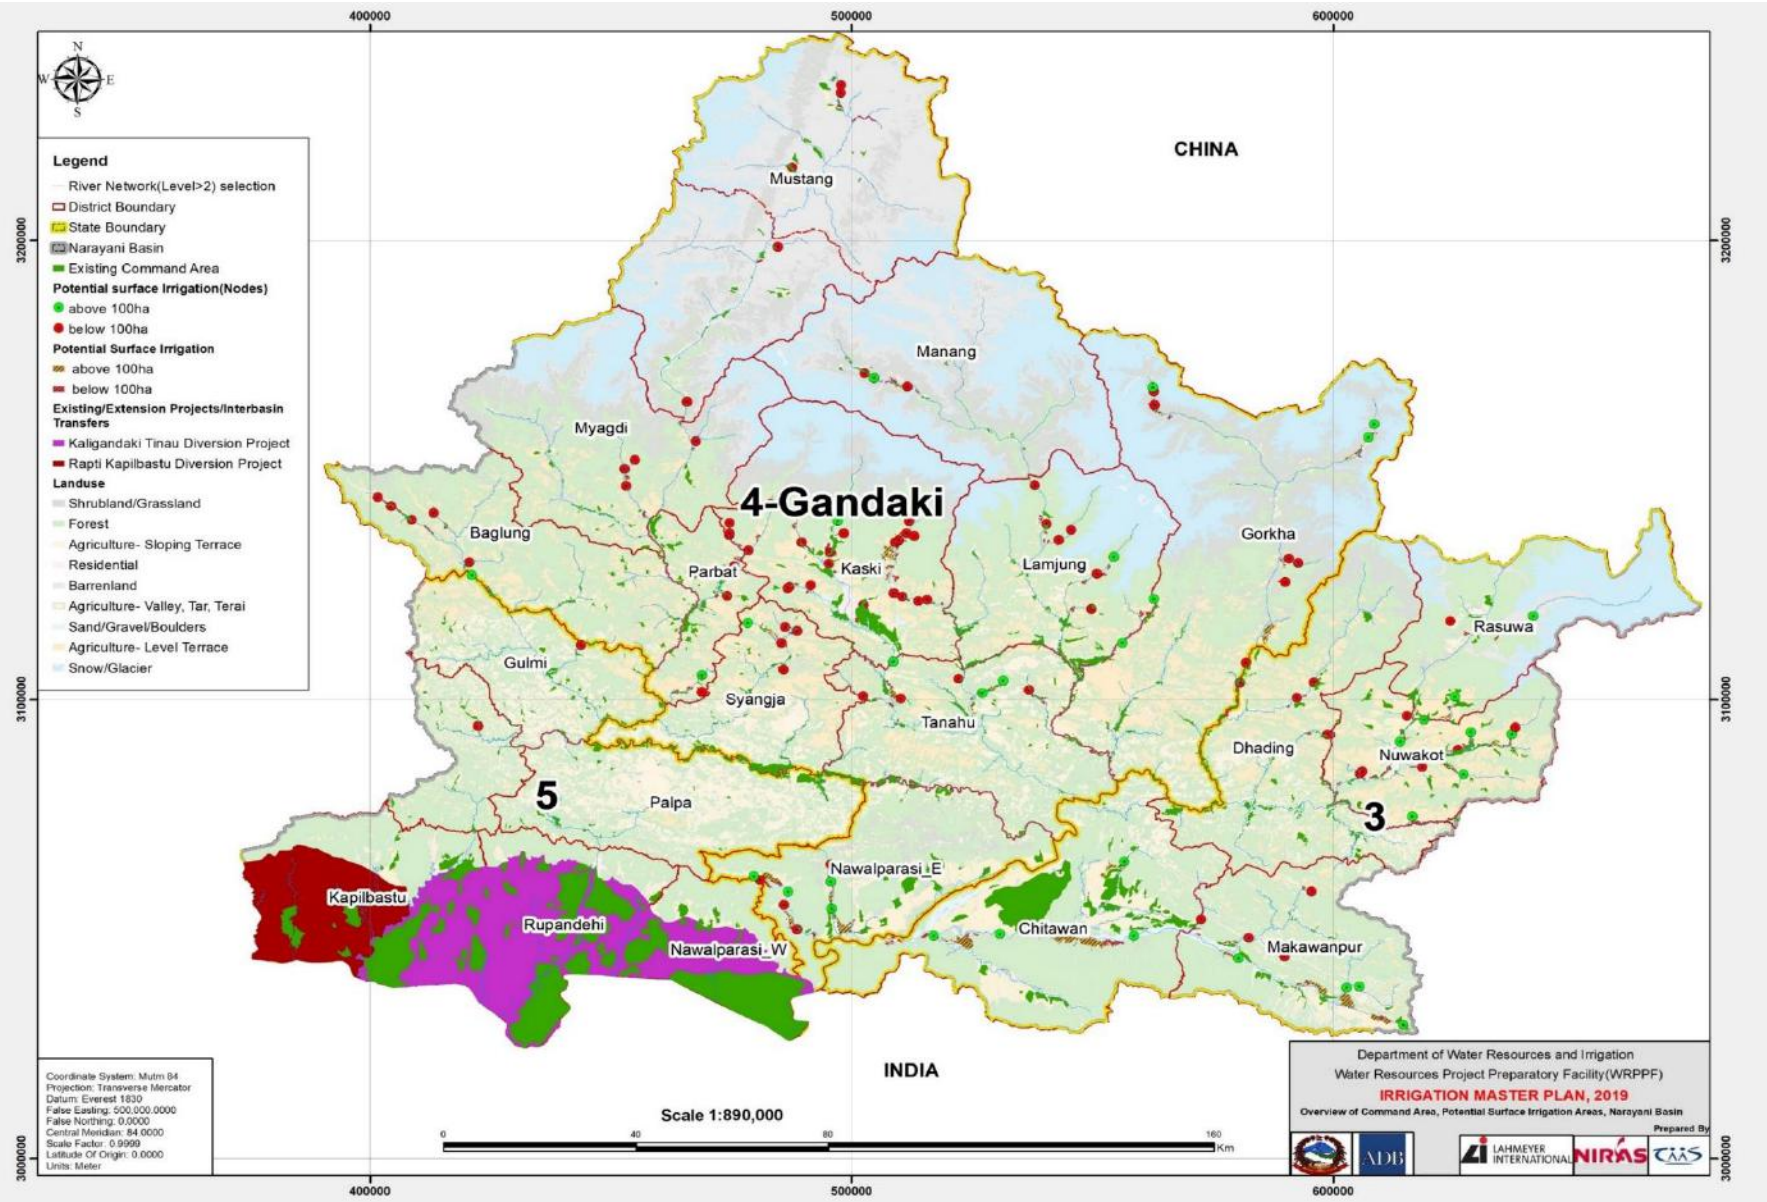 400000
500000
600000
N
W
E
S
CHINA
Legend
River Network(Level>2) selection
District Boundary
State Boundary
Narayani Basin
Existing Command Area
Potential surface Irrigation(Nodes)
above 100ha
below 100ha
Potential Surface Irrigation
above 100ha
below 100ha
Existing/Extension Projects/Interbasin
Transfers
Kaligandaki Tinau Diversion Project
Rapti Kapilbastu Diversion Project
Landuse
Shrubland/Grassland
Forest
Agriculture- Sloping Terrace
Residential
Barrenland
Agriculture- Valley, Tar, Terai
Sand/Gravel/Boulders
Agriculture- Level Terrace
Snow/Glacier
3200000
3200000
3100000
3100000
3000000
3000000
Mustang
Manang
Myagdi
4-Gandaki
Baglung
Gorkha
Parbat
Kaski
Lamjung
Rasuwa
Gulmi
Syangja
Tanahu
Dhading
Nuwakot
5
Palpa
3
Nawalparasi_E
Kapilbastu
Rupandehi
Chitawan
Nawalparasi_W
Makawanpur
INDIA
Coordinate System: Mutm 84
Projection: Transverse Mercator
Datum: Everest 1830
False Easting: 500,000.0000
False Northing: 0.0000
Central Meridian: 84.0000
Scale Factor: 0.9999
Latitude Of Origin: 0.0000
Units: Meter
Scale 1:890,000
0
40
80
160
Km
Department of Water Resources and Irrigation
Water Resources Project Preparatory Facility(WRPPF)
IRRIGATION MASTER PLAN, 2019
Overview of Command Area, Potential Surface Irrigation Areas, Narayani Basin
Prepared By
ADB
LAHMEYER
INTERNATIONAL
NIRAS
400000
500000
600000